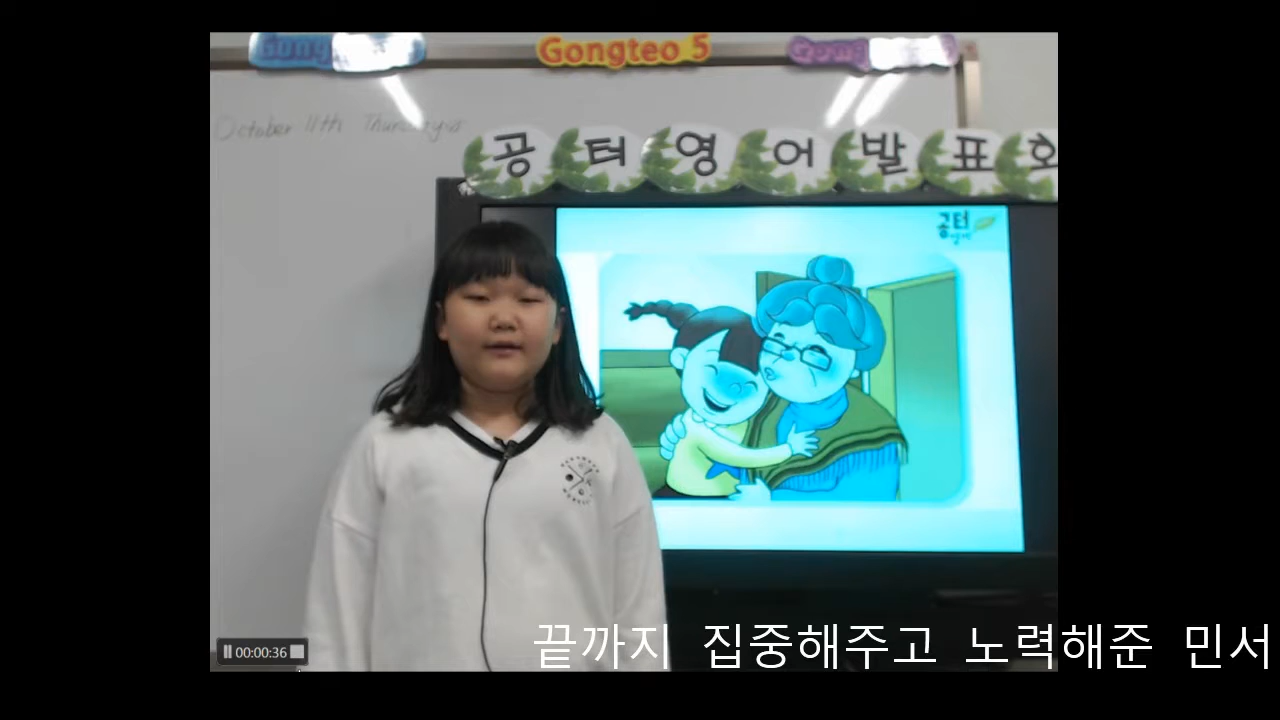 Gongteo 5
October 11th Thursday
공터영어발표회
공터
00:00:36
끝까지 집중해주고 노력해준 민서